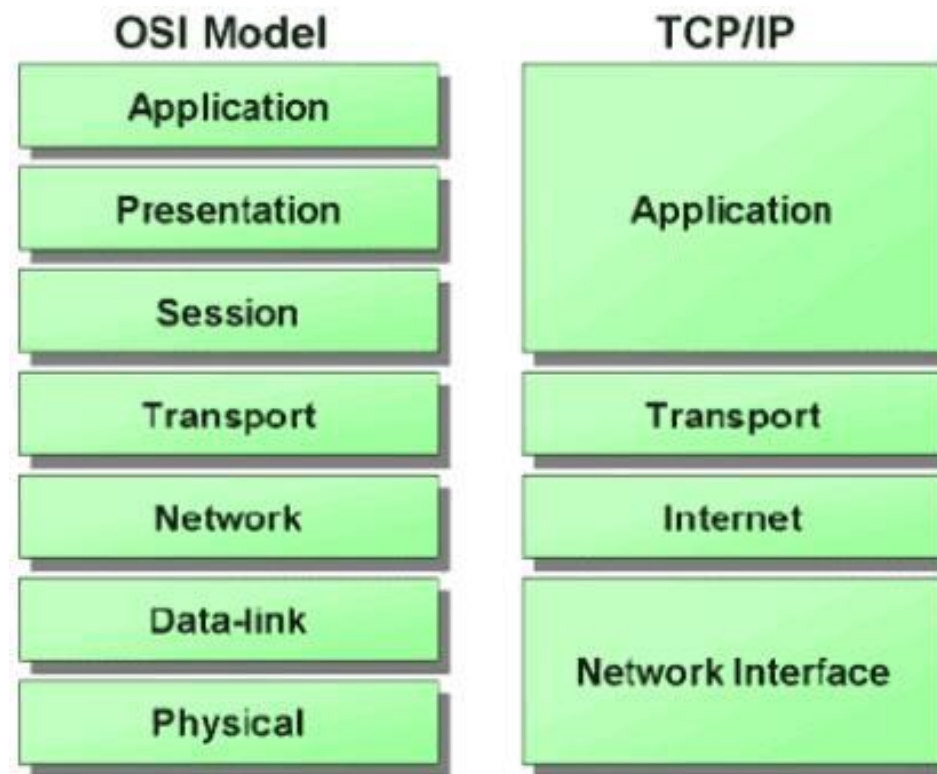 OSI Model
Application
Presentation
Session
Transport
Network
Data-link
Physical
TCP/IP
Application
Transport
Internet
Network Interface